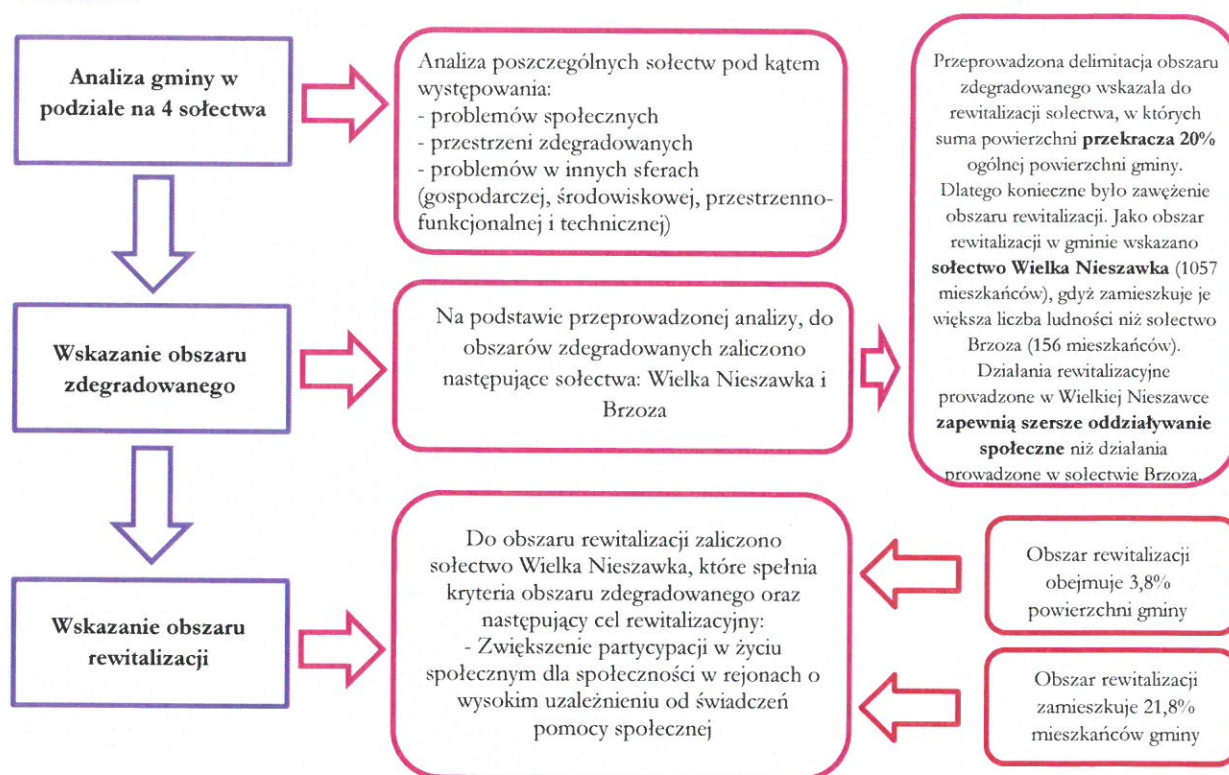 Analiza gminy w
podziale na 4 sołectwa
Analiza poszczególnych sołectw pod kątem
występowania:
- problemów społecznych
- przestrzeni zdegradowanych
- problemów w innych sferach
(gospodarczej, środowiskowej, przestrzenno-
funkcjonalnej i technicznej)
Przeprowadzona delimitacja obszaru
zdegradowanego wskazała do
rewitalizacji sołectwa, w których
suma powierzchni przekracza 20%
ogólnej powierzchni gminy.
Dlatego konieczne było zawężenie
obszaru rewitalizacji. Jako obszar
rewitalizacji w gminie wskazano
sołectwo Wielka Nieszawka (1057
mieszkańców), gdyż zamieszkuje je
większa liczba ludności niż sołectwo
Brzoza (156 mieszkańców).
Działania rewitalizacyjne
prowadzone w Wielkiej Nieszawce
zapewnią szersze oddziaływanie
społeczne niż działania
prowadzone w sołectwie Brzoza.
Wskazanie obszaru
zdegradowanego
Na podstawie przeprowadzonej analizy, do
obszarów zdegradowanych zaliczono
następujące sołectwa: Wielka Nieszawka i
Brzoza
Wskazanie obszaru
rewitalizacji
Do obszaru rewitalizacji zaliczono
sołectwo Wielka Nieszawka, które spełnia
kryteria obszaru zdegradowanego oraz
następujący cel rewitalizacyjny:
- Zwiększenie partycypacji w życiu
społecznym dla społeczności w rejonach o
wysokim uzależnieniu od świadczeń
pomocy społecznej
Obszar rewitalizacji
obejmuje 3,8%
powierzchni gminy
Obszar rewitalizacji
zamieszkuje 21,8%
mieszkańców gminy